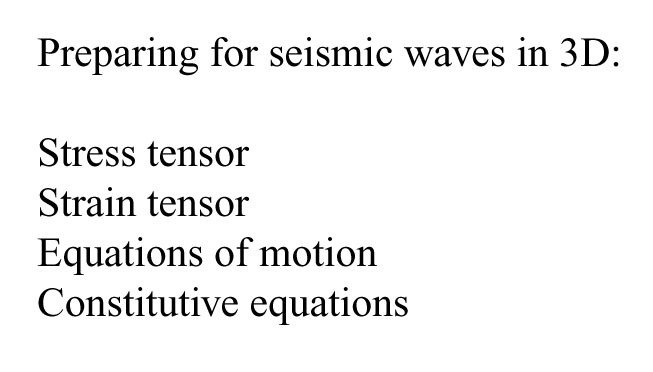 Preparing for seismic waves in 3D:
Stress tensor
Strain tensor
Equations of motion
Constitutive equations